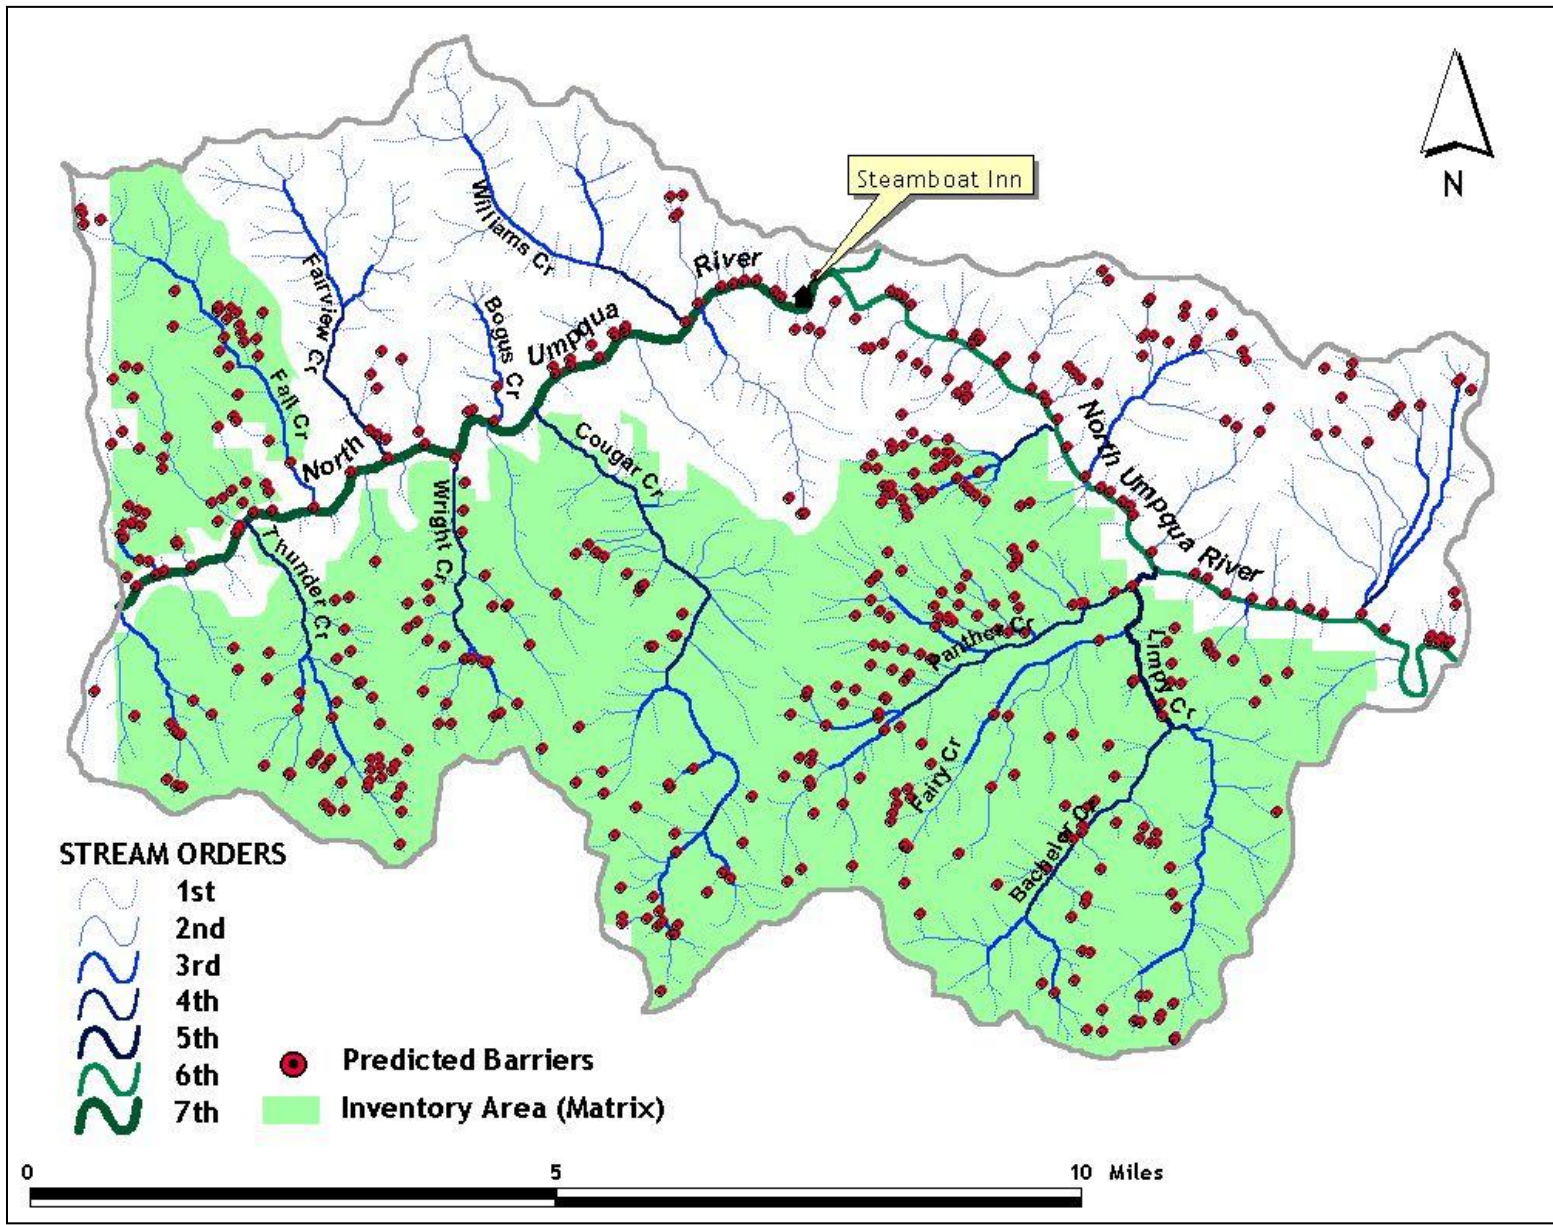 Steamboat Inn
N
Williams Cr
River
Fairview Cr
Bogus Cr
Umpqua
Fall Cr
North
Cougar Cr
North Umpqua River
Wright Cr
Thunder Cr
Panther Cr
Limpy Cr
Fairy Cr
Bachelor Cr
STREAM ORDERS
1st
2nd
3rd
4th
5th
6th
7th
Predicted Barriers
Inventory Area (Matrix)
0 5 10 Miles